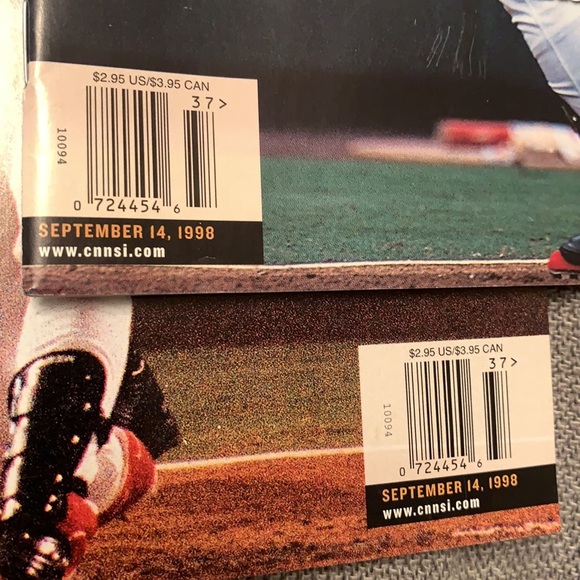 $2.95 US/$3.95 CAN
37>
10094
0 724454 6
SEPTEMBER 14, 1998
www.cnnsi.com
$2.95 US/$3.95 CAN
37>
10094
0 724454 6
SEPTEMBER 14, 1998
www.cnnsi.com